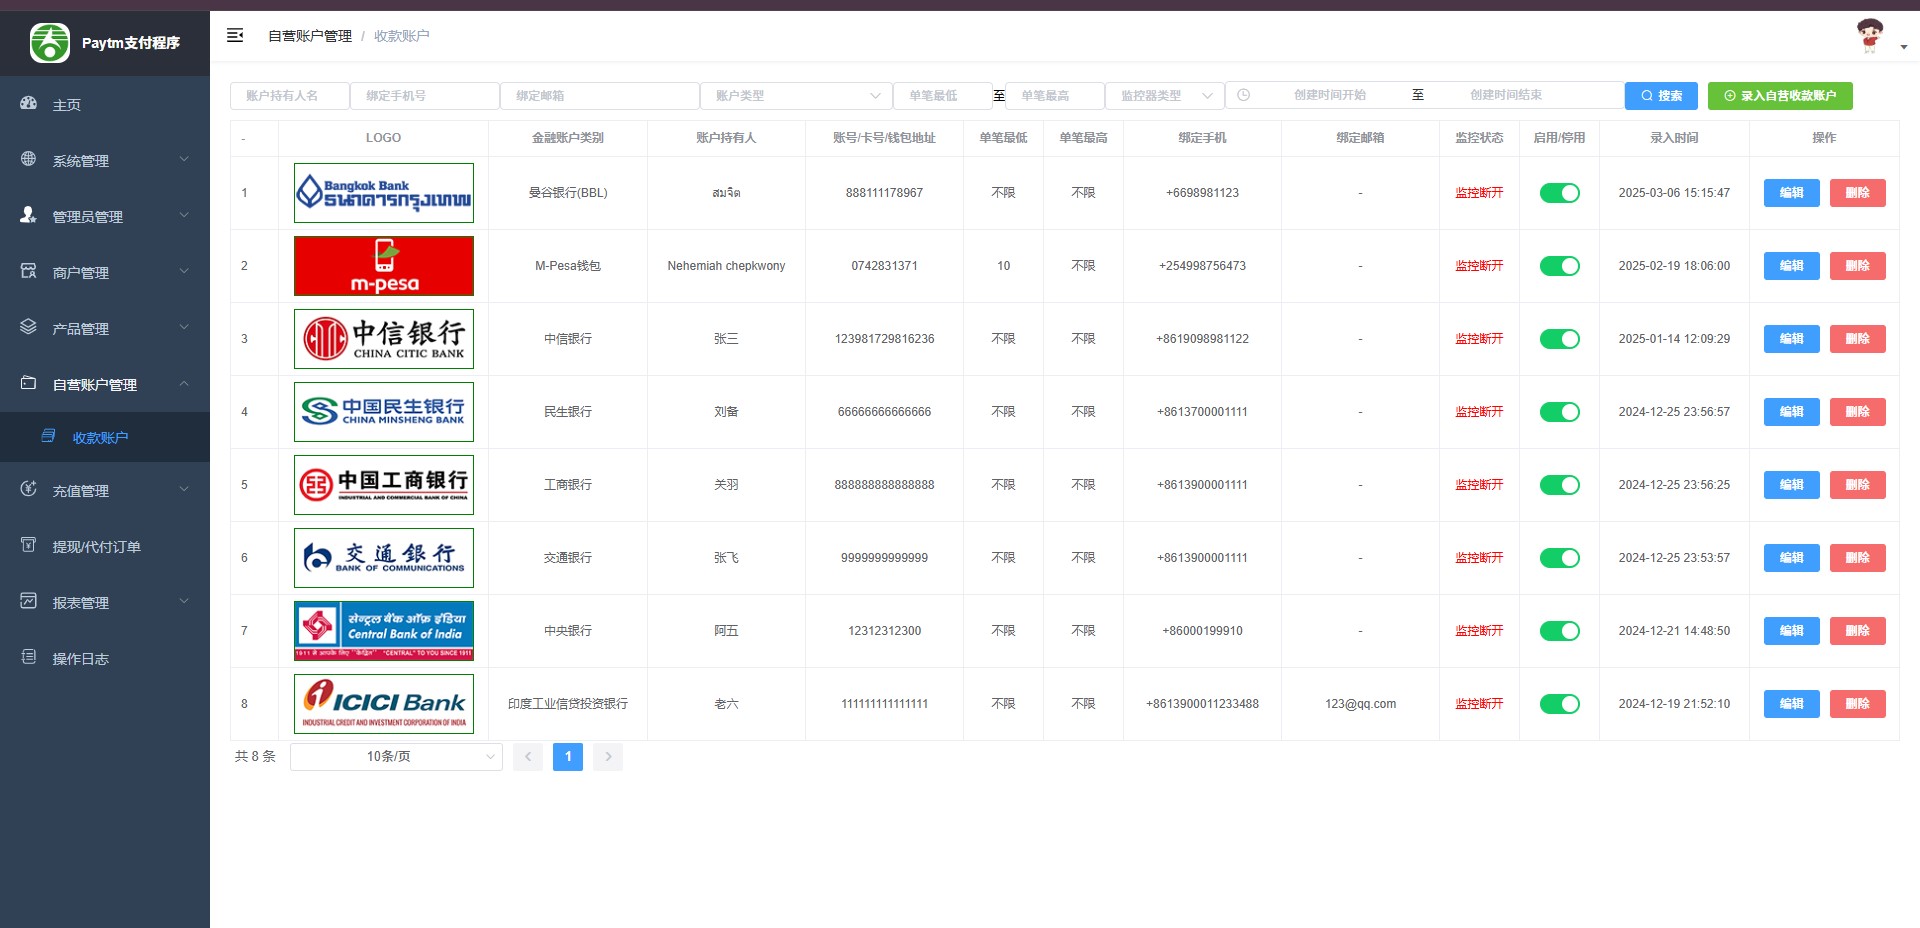 Paytm支付程序
自营账户管理 / 收款账户
主页
系统管理
管理员管理
商户管理
产品管理
自营账户管理
收款账户
充值管理
提现/代付订单
报表管理
操作日志
账户持有人名 绑定手机号 绑定邮箱 账户类型 单笔最低 至 单笔最高 监控器类型 创建时间开始 至 创建时间结束 搜索 录入自营收款账户
- LOGO 金融账户类别 账户持有人 账号/卡号/钱包地址 单笔最低 单笔最高 绑定手机 绑定邮箱 监控状态 启用/停用 录入时间 操作
1 Bangkok Bank ธนาคารกรุงเทพ 曼谷银行(BBL) สมจิต 888111178967 不限 不限 +6698981123 - 监控断开 2025-03-06 15:15:47 编辑 删除
2 m-pesa M-Pesa钱包 Nehemiah chepkwony 0742831371 10 不限 +254998756473 - 监控断开 2025-02-19 18:06:00 编辑 删除
3 中信银行 CHINA CITIC BANK 中信银行 张三 123981729816236 不限 不限 +8619098981122 - 监控断开 2025-01-14 12:09:29 编辑 删除
4 中国民生银行 CHINA MINSHENG BANK 民生银行 刘备 66666666666666 不限 不限 +8613700001111 - 监控断开 2024-12-25 23:56:57 编辑 删除
5 中国工商银行 INDUSTRIAL AND COMMERCIAL BANK OF CHINA 工商银行 关羽 888888888888888 不限 不限 +8613900001111 - 监控断开 2024-12-25 23:56:25 编辑 删除
6 交通銀行 BANK OF COMMUNICATIONS 交通银行 张飞 9999999999999 不限 不限 +8613900001111 - 监控断开 2024-12-25 23:53:57 编辑 删除
7 सेन्ट्रल बैंक ऑफ़ इंडिया Central Bank of India 1911 से आपके लिए "केंद्रित" "CENTRAL" TO YOU SINCE 1911 中央银行 阿五 12312312300 不限 不限 +86000199910 - 监控断开 2024-12-21 14:48:50 编辑 删除
8 ICICI Bank INDUSTRIAL CREDIT AND INVESTMENT CORPORATION OF INDIA 印度工业信贷投资银行 老六 111111111111111 不限 不限 +8613900011233488 123@qq.com 监控断开 2024-12-19 21:52:10 编辑 删除
共 8 条 10条/页 1